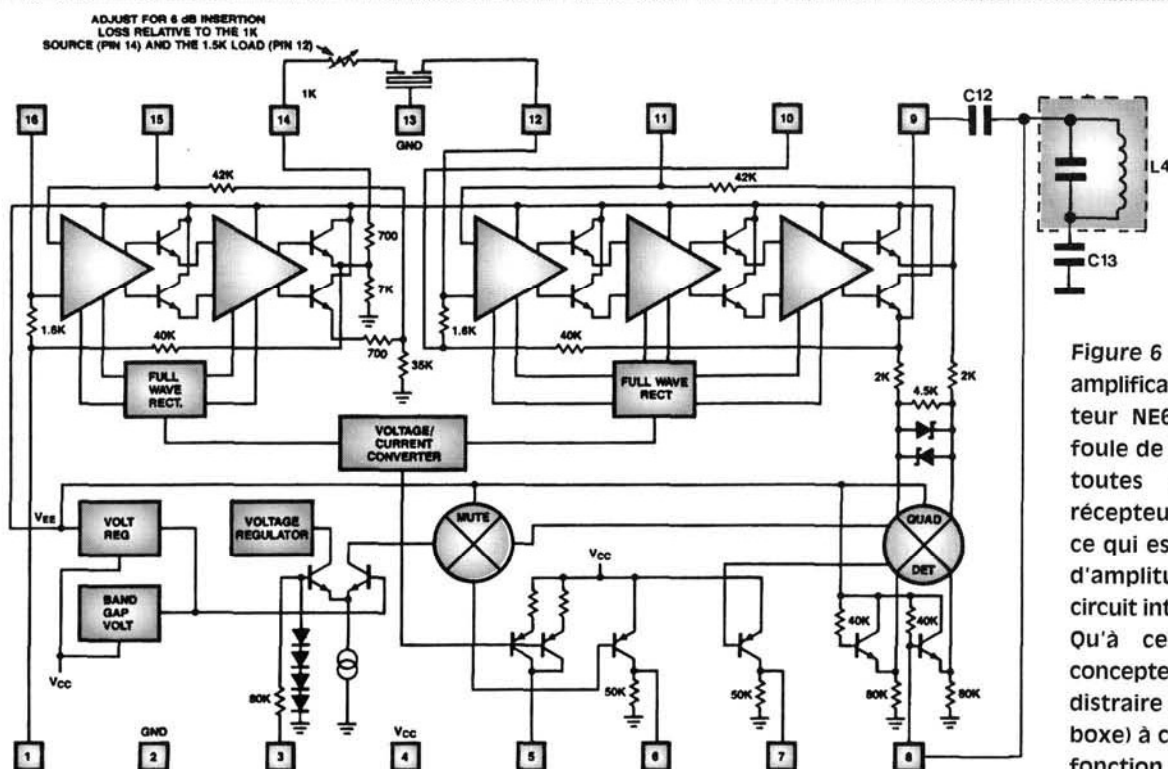 ADJUST FOR 6 dB INSERTION
LOSS RELATIVE TO THE 1K
SOURCE (PIN 14) AND THE 1.5K LOAD (PIN 12)
1K
16
15
14
13
GND
12
11
10
9
C12
L4
C13
42K
700
7K
1.6K
40K
700
35K
FULL
WAVE
RECT.
42K
1.6K
40K
FULL WAVE
RECT
2K
2K
4.5K
VOLTAGE/
CURRENT
CONVERTER
VEE
VOLT
REG
VOLTAGE
REGULATOR
MUTE
QUAD
DET
BAND
GAP
VOLT
VCC
VCC
80K
50K
50K
40K
40K
80K
80K
GND
VCC
1
2
3
4
5
6
7
8
Figure 6
amplifica
teur NE6
foule de
toutes
récepteu
ce qui es
d'amplitu
circuit int
Qu'à ce
concepte
distraire
boxe) à c
fonction